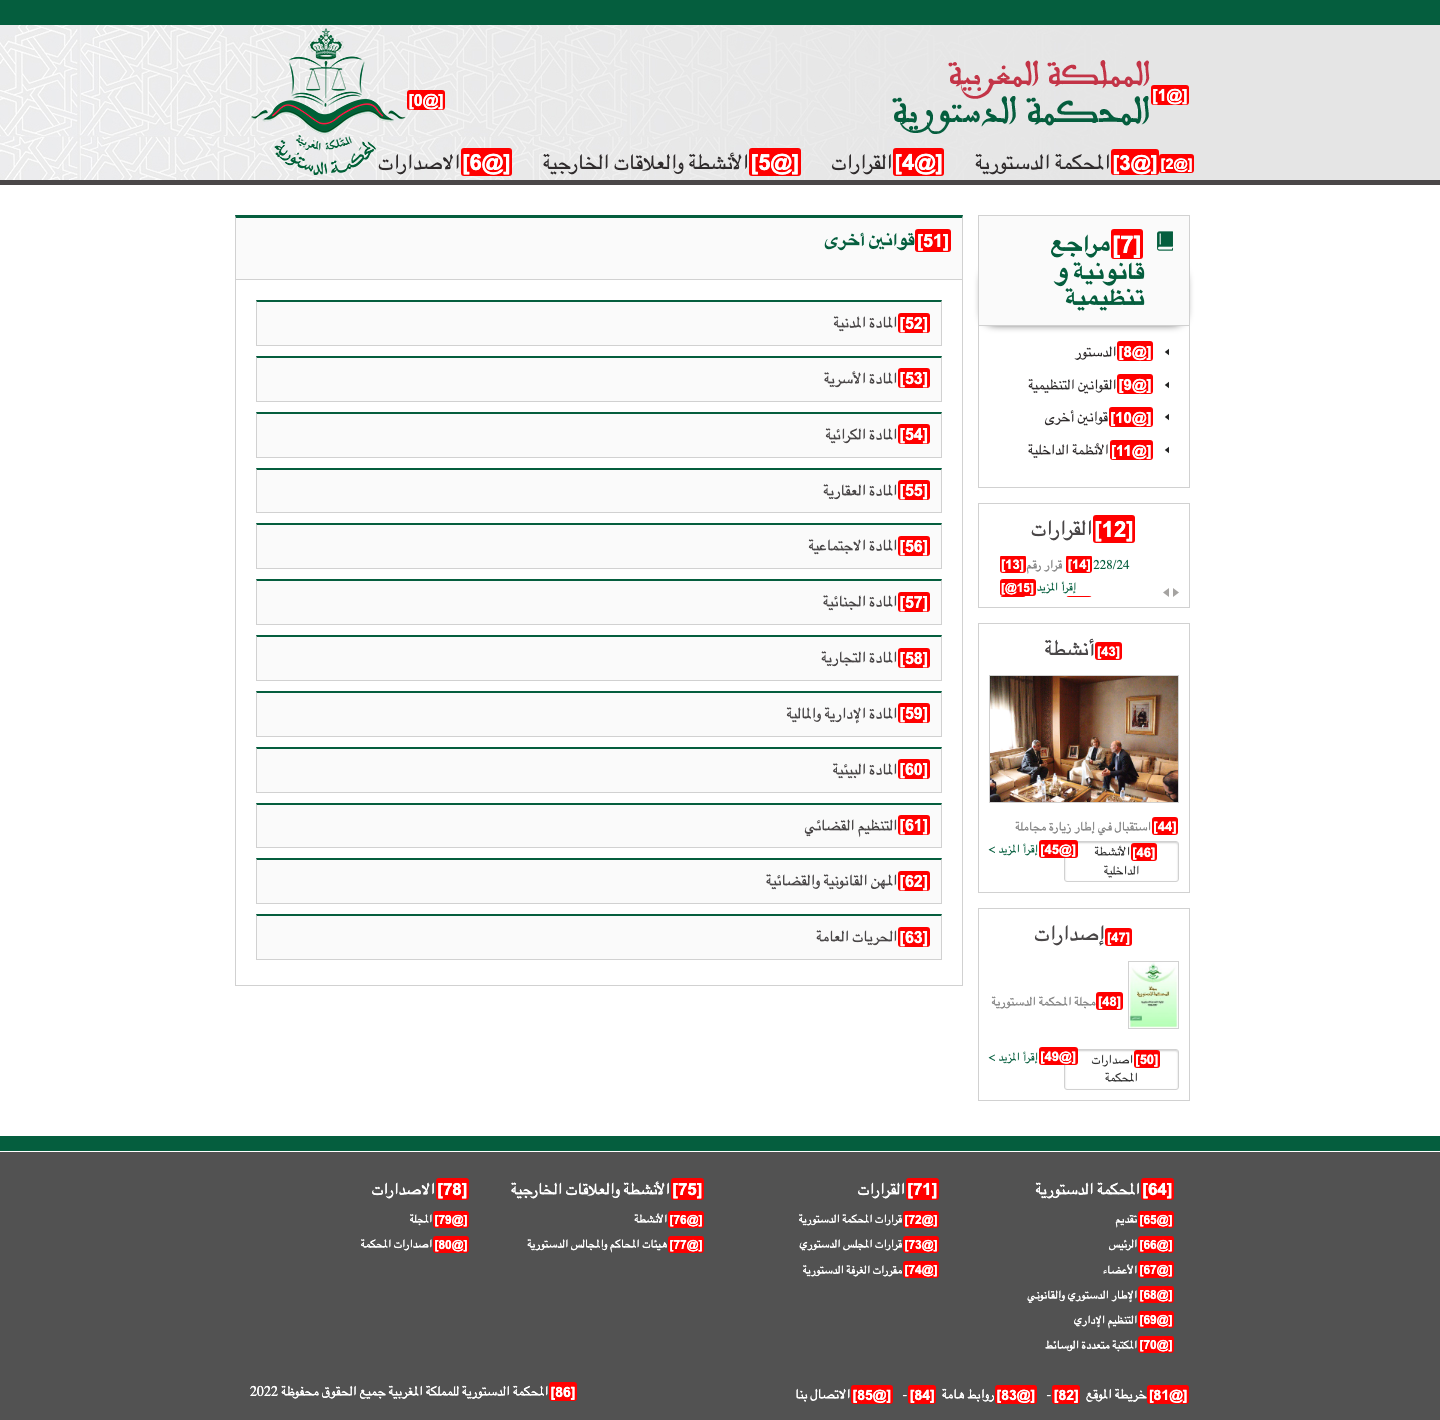 المملكة المغربية
المحكمة الدستورية
[@1]
[@0]
المملكة المغربية
المحكمة الدستورية
[@2]
[@3]المحكمة الدستورية
[@4]القرارات
[@5]الأنشطة والعلاقات الخارجية
[@6]الاصدارات
[7]مراجع
قانونية و
تنظيمية
[@8]الدستور
[@9]القوانين التنظيمية
[@10]قوانين أخرى
[@11]الأنظمة الداخلية
[12]القرارات
[13]قرار رقم [14]228/24
[@15]إقرأ المزيد
[43]أنشطة
[44]استقبال في إطار زيارة مجاملة
[@45]إقرأ المزيد >
[46]الأنشطة
الداخلية
[47]إصدارات
[48]مجلة المحكمة الدستورية
[@49]إقرأ المزيد >
[50]اصدارات
المحكمة
[51]قوانين أخرى
[52]المادة المدنية
[53]المادة الأسرية
[54]المادة الكرائية
[55]المادة العقارية
[56]المادة الاجتماعية
[57]المادة الجنائية
[58]المادة التجارية
[59]المادة الإدارية والمالية
[60]المادة البيئية
[61]التنظيم القضائي
[62]المهن القانونية والقضائية
[63]الحريات العامة
[64]المحكمة الدستورية
[@65]تقديم
[@66]الرئيس
[@67]الأعضاء
[@68]الإطار الدستوري والقانوني
[@69]التنظيم الإداري
[@70]المكتبة متعددة الوسائط
[71]القرارات
[@72]قرارات المحكمة الدستورية
[@73]قرارات المجلس الدستوري
[@74]مقررات الغرفة الدستورية
[75]الأنشطة والعلاقات الخارجية
[@76]الأنشطة
[@77]هيئات المحاكم والمجالس الدستورية
[78]الاصدارات
[@79]المجلة
[@80]اصدارات المحكمة
[@81]خريطة الموقع [82]- [@83]روابط هامة [84]- [@85]الاتصال بنا
[86]المحكمة الدستورية للمملكة المغربية جميع الحقوق محفوظة 2022